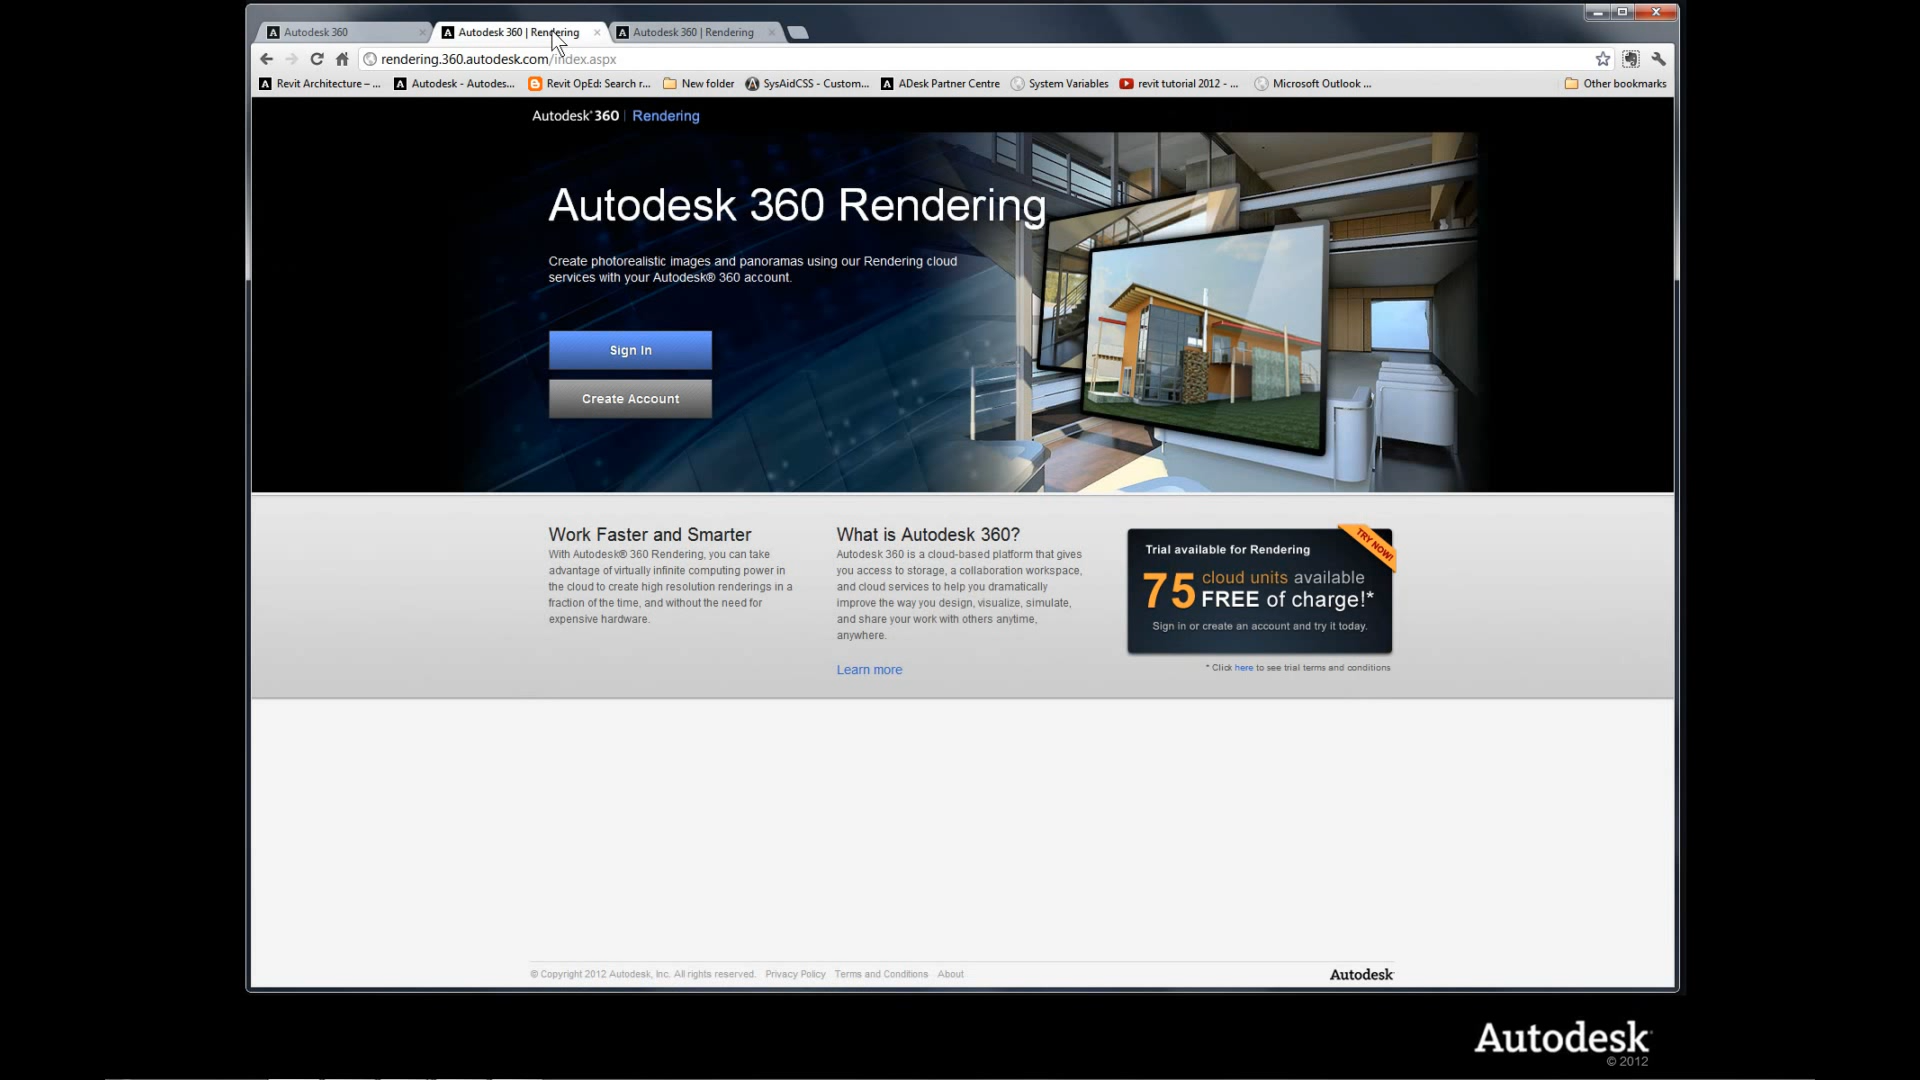 Autodesk 360
Autodesk 360 | Rendering
Autodesk 360 | Rendering
rendering.360.autodesk.com/index.aspx
Revit Architecture – ...
Autodesk - Autodes...
Revit OpEd: Search r...
New folder
SysAidCSS - Custom...
ADesk Partner Centre
System Variables
revit tutorial 2012 - ...
Microsoft Outlook ...
Other bookmarks
Autodesk® 360 | Rendering
Autodesk 360 Rendering
Create photorealistic images and panoramas using our Rendering cloud
services with your Autodesk® 360 account.
Sign In
Create Account
Work Faster and Smarter
With Autodesk® 360 Rendering, you can take
advantage of virtually infinite computing power in
the cloud to create high resolution renderings in a
fraction of the time, and without the need for
expensive hardware.
What is Autodesk 360?
Autodesk 360 is a cloud-based platform that gives
you access to storage, a collaboration workspace,
and cloud services to help you dramatically
improve the way you design, visualize, simulate,
and share your work with others anytime,
anywhere.
Learn more
TRY NOW!
Trial available for Rendering
75 cloud units available
FREE of charge!*
Sign in or create an account and try it today.
* Click here to see trial terms and conditions
© Copyright 2012 Autodesk, Inc. All rights reserved. Privacy Policy Terms and Conditions About
Autodesk
Autodesk
© 2012